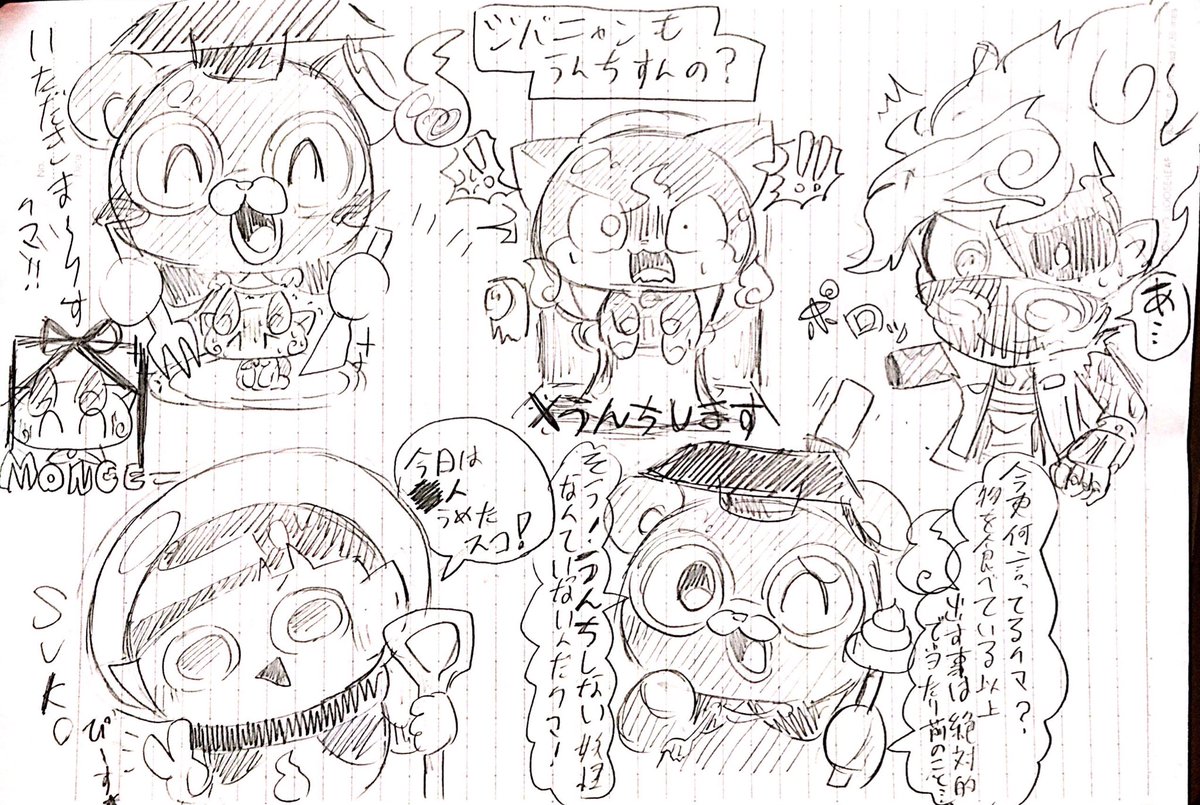 いただきま〜りす
クマ!!
MONGE
ジバニャンも
うんちすんの?
※うんちします
ポロッ
あ…
SUKO
びーす
今日は
人
うめた
スコ!
今更何言ってるクマ?
物を食べている以上
出す事は絶対的
で当たり前のこと…
そう!うんちしない妖怪
なんていないんだクマー!